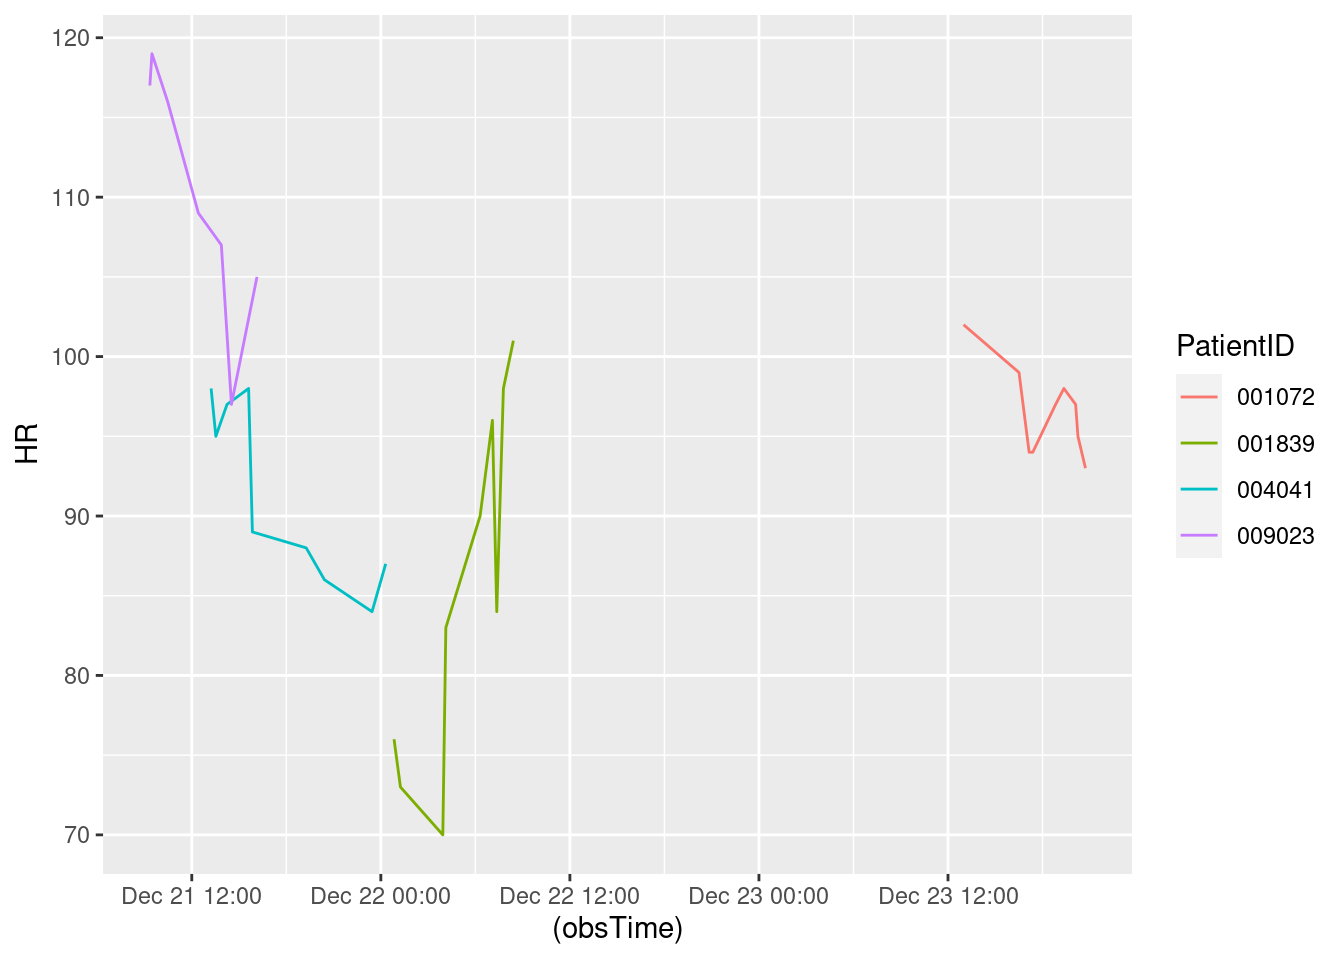 120
110
100
90
80
70
HR
Dec 21 12:00
Dec 22 00:00
Dec 22 12:00
Dec 23 00:00
Dec 23 12:00
(obsTime)
PatientID
001072
001839
004041
009023